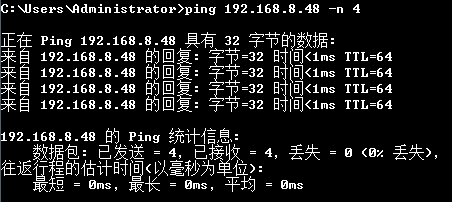 C:\Users\Administrator>ping 192.168.8.48 -n 4
正在 Ping 192.168.8.48 具有 32 字节的数据:
来自 192.168.8.48 的回复: 字节=32 时间<1ms TTL=64
来自 192.168.8.48 的回复: 字节=32 时间<1ms TTL=64
来自 192.168.8.48 的回复: 字节=32 时间<1ms TTL=64
来自 192.168.8.48 的回复: 字节=32 时间<1ms TTL=64
192.168.8.48 的 Ping 统计信息:
数据包: 已发送 = 4, 已接收 = 4, 丢失 = 0 (0% 丢失),
往返行程的估计时间(以毫秒为单位):
最短 = 0ms, 最长 = 0ms, 平均 = 0ms